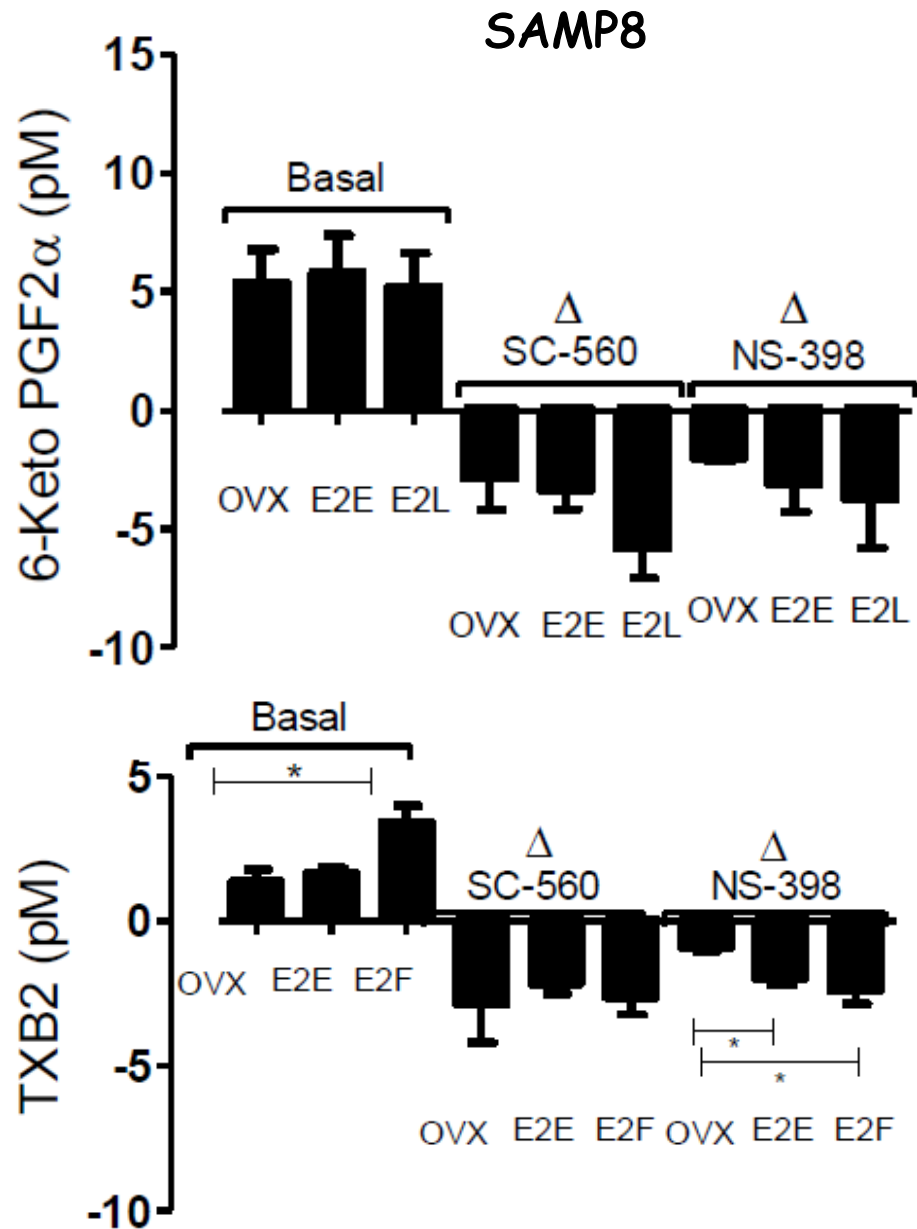 SAMP8
6-Keto PGF2α (pM)
15
10
5
0
-5
-10
Basal
Δ
SC-560
Δ
NS-398
OVX E2E E2L
OVX E2E E2L
OVX E2E E2L
TXB2 (pM)
5
0
-5
-10
Basal
*
Δ
SC-560
Δ
NS-398
OVX E2E E2F
*
*
OVX E2E E2F
OVX E2E E2F